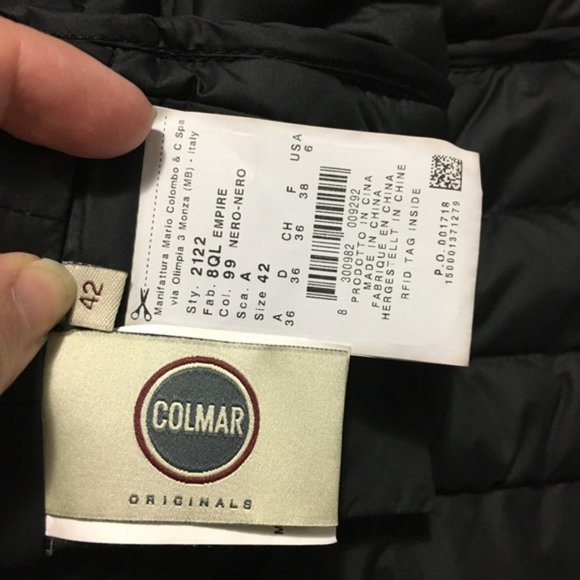 Manifattura Mario Colombo & C Spa
via Olimpia 3 Monza (MB) - Italy
Sty. 2122
Fab. 8QL EMPIRE
Col. 99 NERO-NERO
Sca. A
Size 42
A D CH F USA
36 36 36 38 6
8 300982 009292
PRODOTTO IN CINA
MADE IN CHINA
FABRIQUE EN CHINA
HERGESTELLT IN CHINE
RFID TAG INSIDE
P.O. 001718
1S0001371279
42
COLMAR
ORIGINALS
M